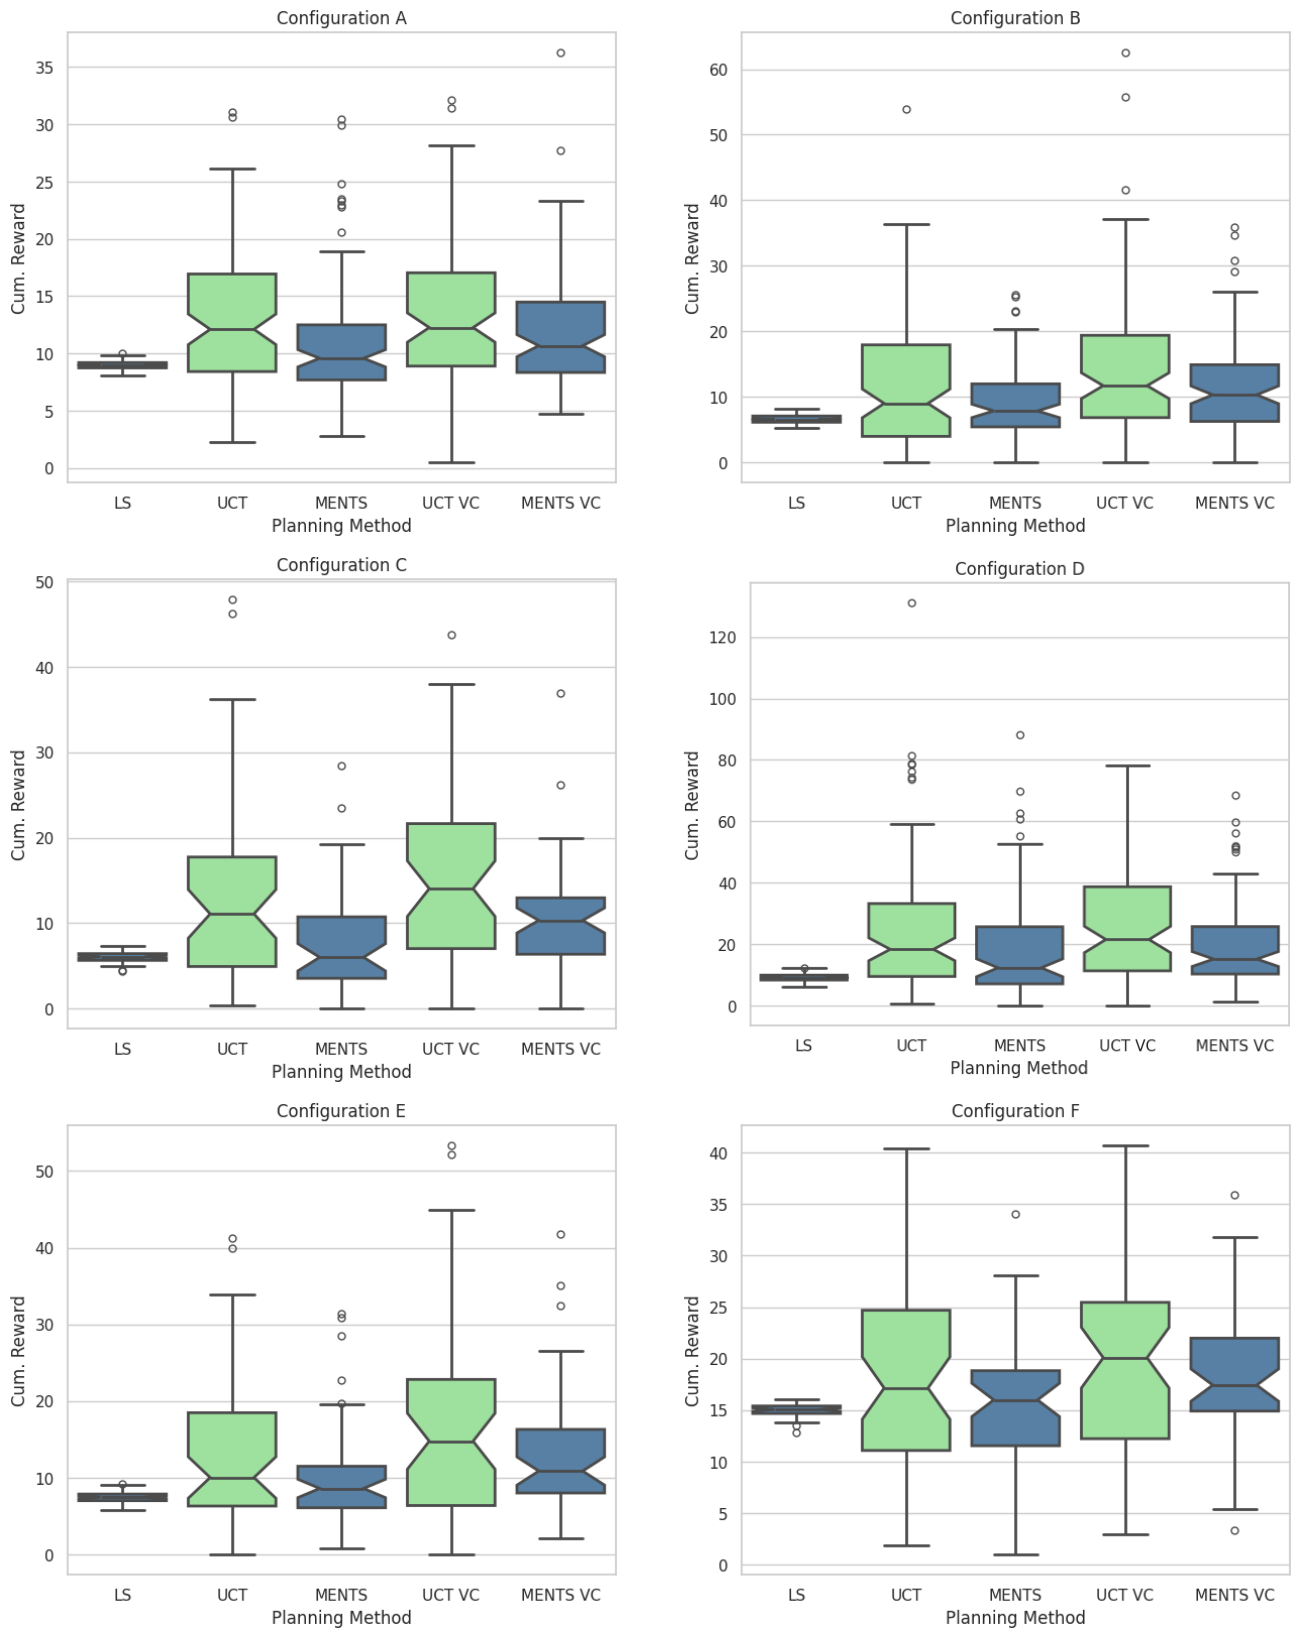 Configuration A
35
30
25
20
15
10
5
0
Cum. Reward
LS UCT MENTS UCT VC MENTS VC
Planning Method
Configuration B
60
50
40
30
20
10
0
Cum. Reward
LS UCT MENTS UCT VC MENTS VC
Planning Method
Configuration C
50
40
30
20
10
0
Cum. Reward
LS UCT MENTS UCT VC MENTS VC
Planning Method
Configuration D
120
100
80
60
40
20
0
Cum. Reward
LS UCT MENTS UCT VC MENTS VC
Planning Method
Configuration E
50
40
30
20
10
0
Cum. Reward
LS UCT MENTS UCT VC MENTS VC
Planning Method
Configuration F
40
35
30
25
20
15
10
5
0
Cum. Reward
LS UCT MENTS UCT VC MENTS VC
Planning Method